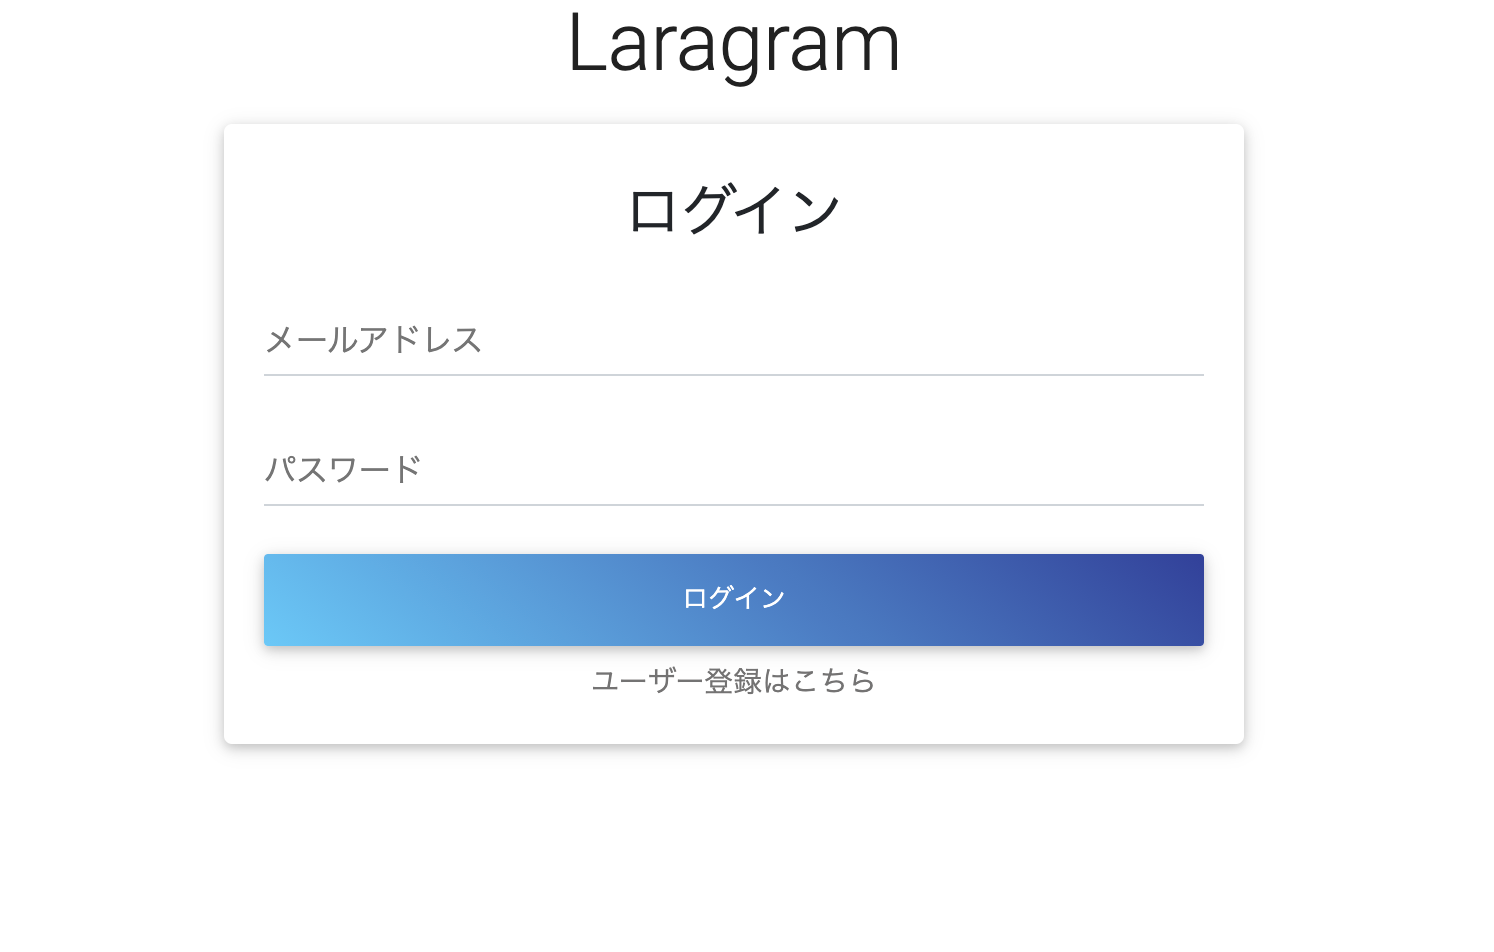 Laragram
ログイン
メールアドレス
パスワード
ログイン
ユーザー登録はこちら